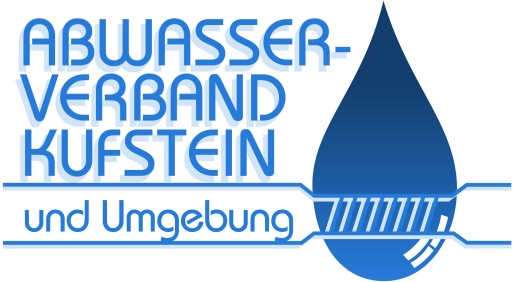 ABWASSER-
VERBAND
KUFSTEIN
und Umgebung